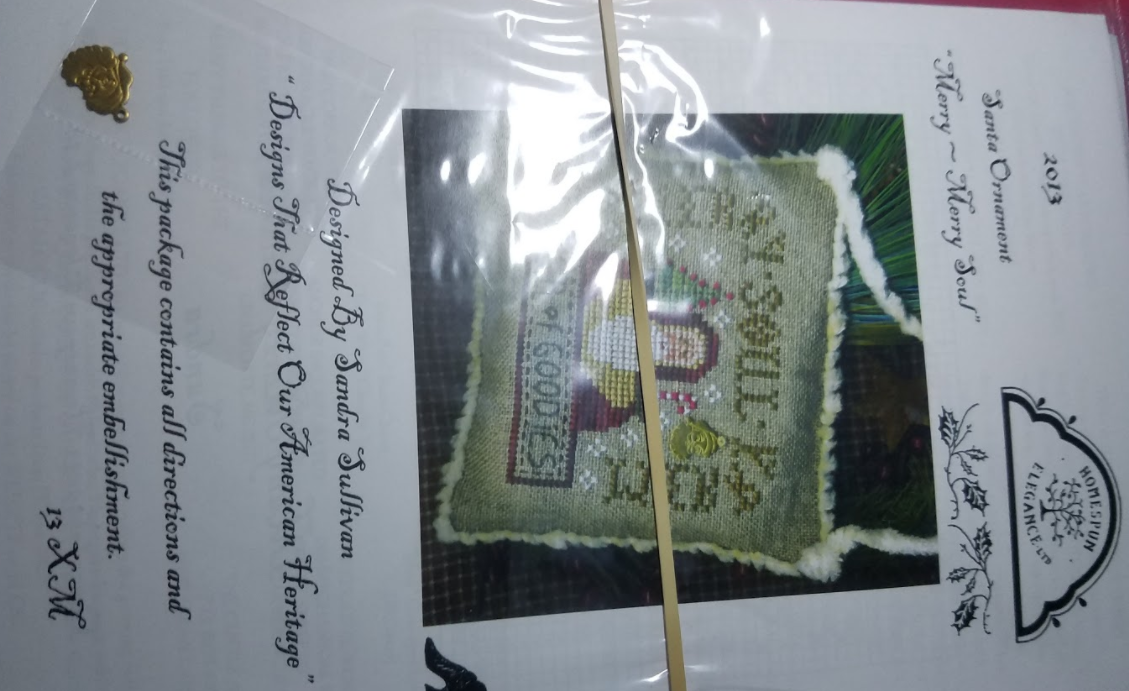 2013
Santa Ornament
"Merry ~ Merry Soul"
HOMESPUN
ELEGANCE, LTD
SOUL
of GOODIES
Designed By Sandra Sullivan
"Designs That Reflect Our American Heritage"
This package contains all directions and
the appropriate embellishment.
13 XM